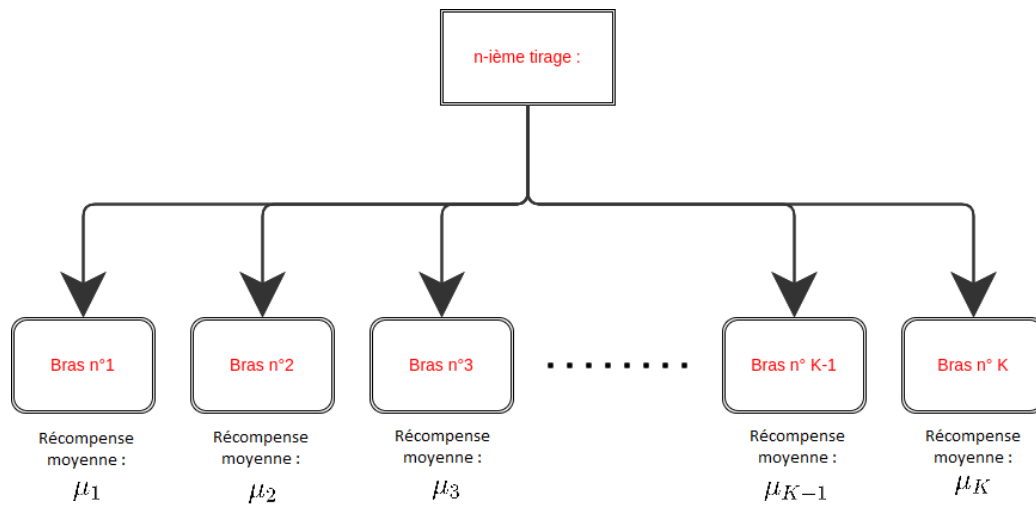 n-ième tirage :
Bras n°1
Bras n°2
Bras n°3
Bras n° K-1
Bras n° K
Récompense
moyenne :
μ1
Récompense
moyenne :
μ2
Récompense
moyenne :
μ3
Récompense
moyenne :
μK−1
Récompense
moyenne :
μK